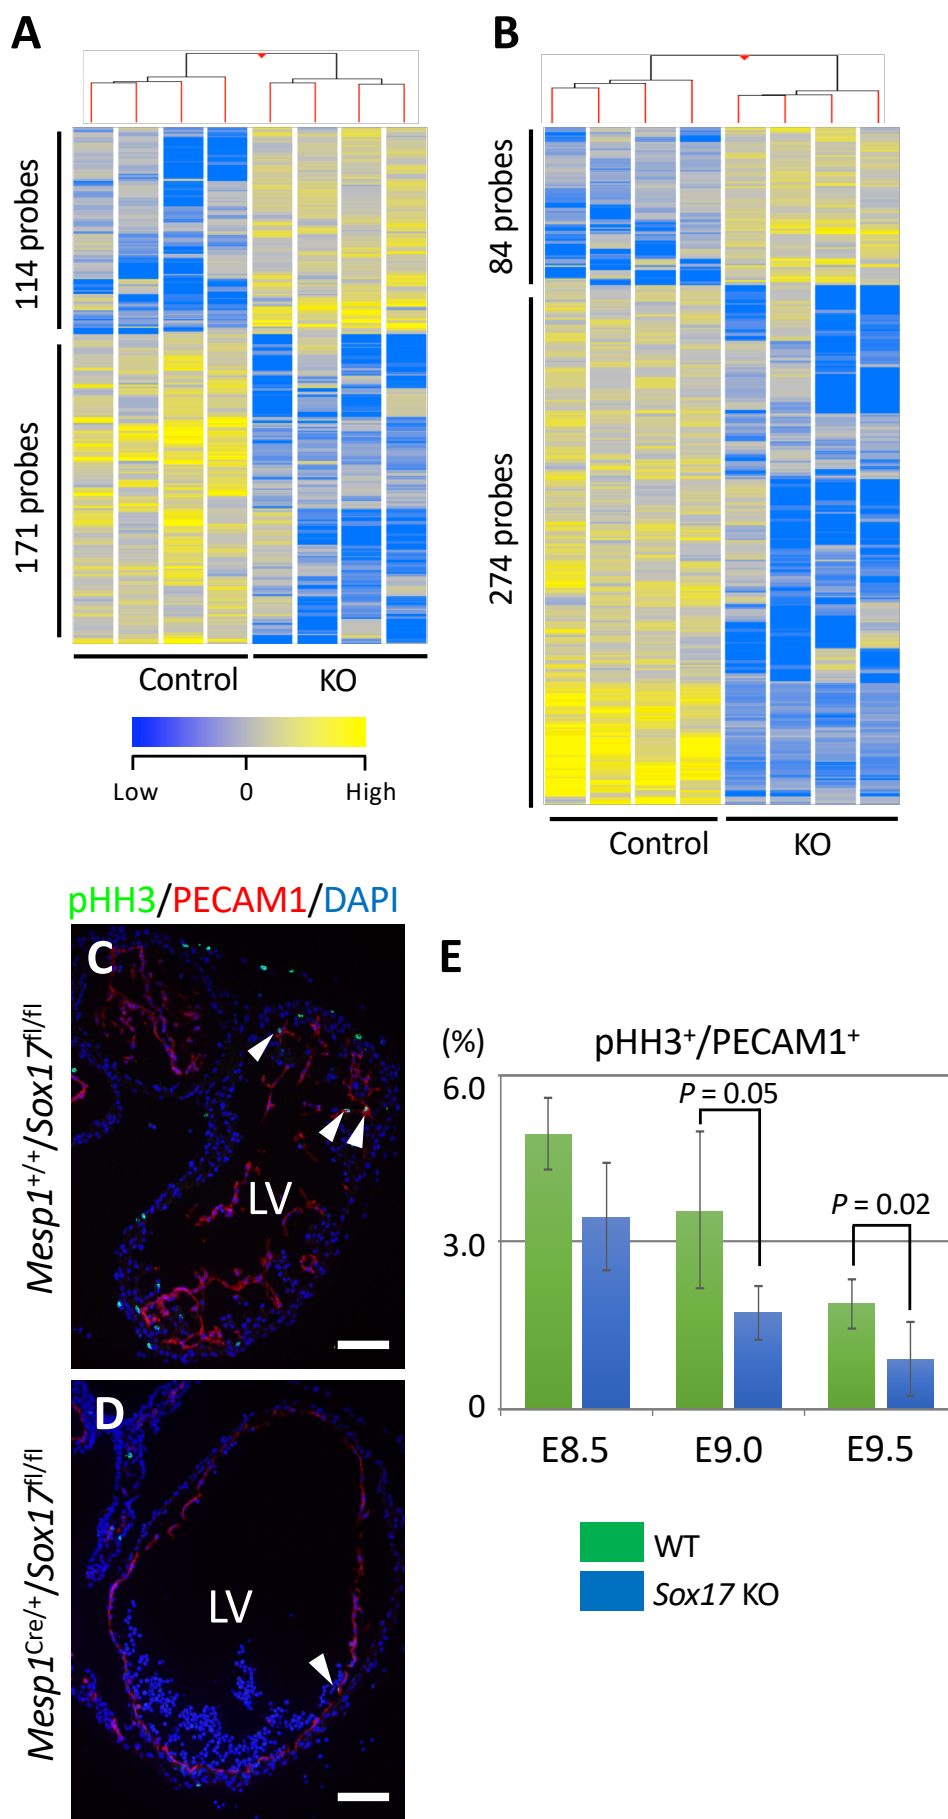 A
B
114 probes
171 probes
84 probes
274 probes
Control
KO
Low
0
High
Control
KO
pHH3/PECAM1/DAPI
C
LV
Mesp1+/+/Sox17fl/fl
D
LV
Mesp1Cre/+/Sox17fl/fl
E
(%)
pHH3+/PECAM1+
6.0
P = 0.05
P = 0.02
3.0
0
E8.5
E9.0
E9.5
WT
Sox17 KO